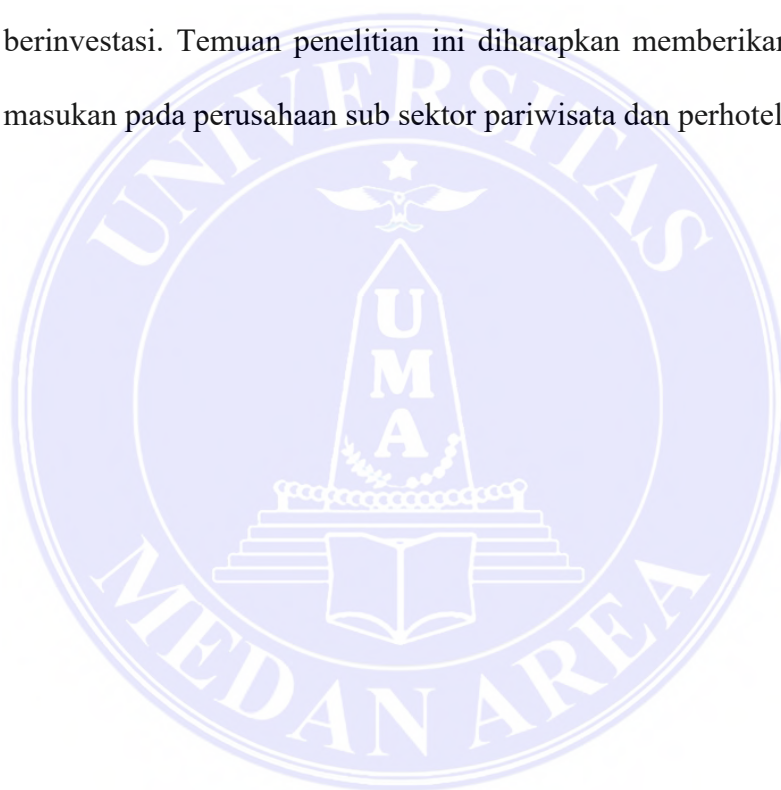 berinvestasi. Temuan penelitian ini diharapkan memberikan
masukan pada perusahaan sub sektor pariwisata dan perhotel
UNIVERSITAS
U
M
A
MEDAN AREA